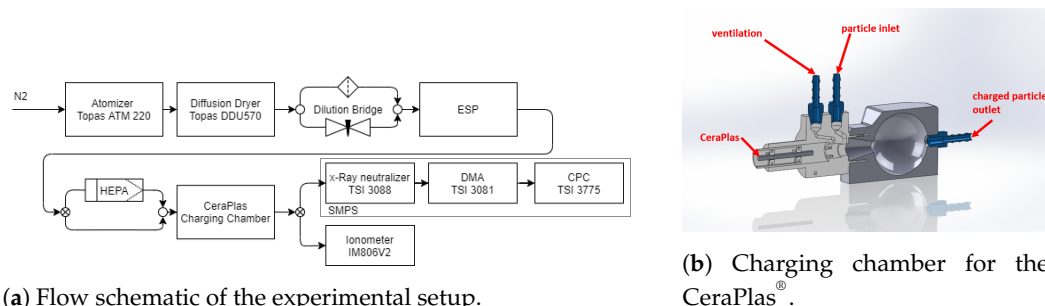 N2
Atomizer
Topas ATM 220
Diffusion Dryer
Topas DDU570
Dilution Bridge
ESP
HEPA
CeraPlas
Charging Chamber
x-Ray neutralizer
TSI 3088
DMA
TSI 3081
CPC
TSI 3775
SMPS
Ionometer
IM806V2
(a) Flow schematic of the experimental setup.
ventilation
particle inlet
charged particle
outlet
CeraPlas
(b) Charging chamber for the
CeraPlas®.